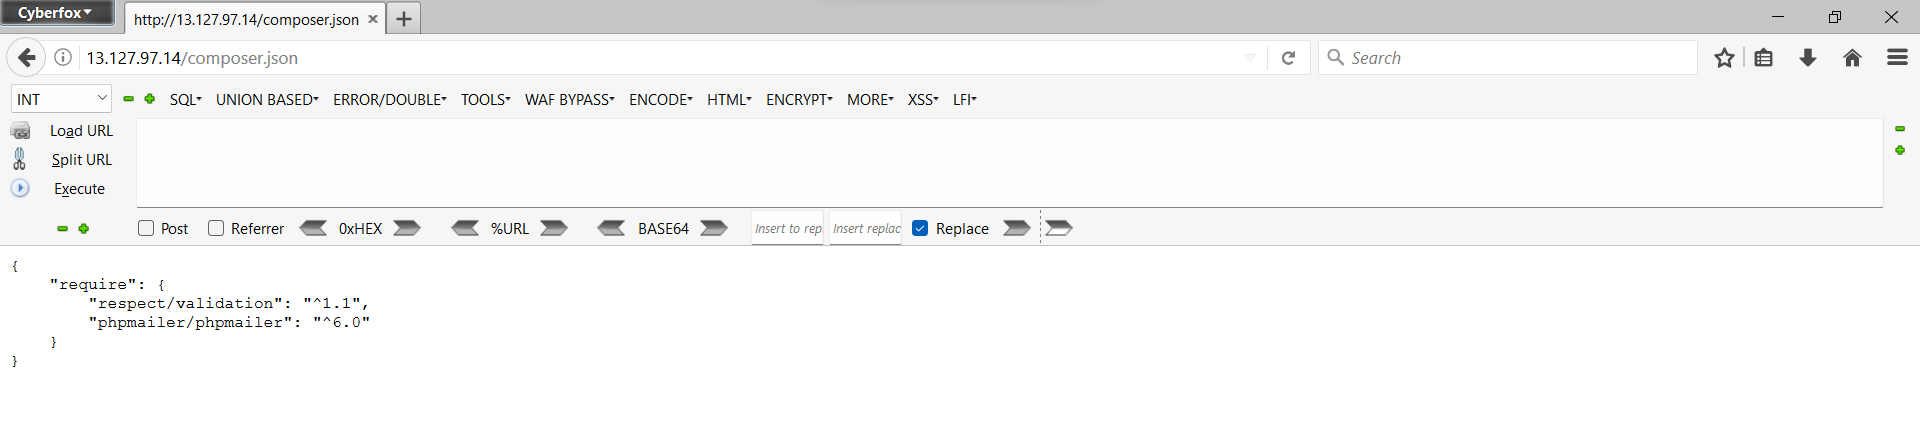 Cyberfox
http://13.127.97.14/composer.json
13.127.97.14/composer.json
Search
INT
SQL UNION BASED ERROR/DOUBLE TOOLS WAF BYPASS ENCODE HTML ENCRYPT MORE XSS LFI
Load URL
Split URL
Execute
Post Referrer 0xHEX %URL BASE64 Insert to rep Insert replac Replace
{
"require": {
"respect/validation": "^1.1",
"phpmailer/phpmailer": "^6.0"
}
}